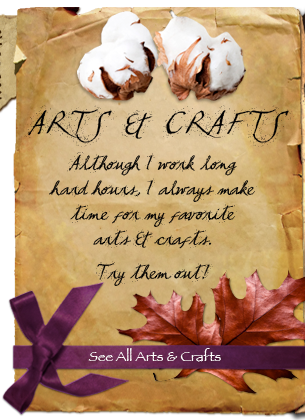 ARTS & CRAFTS
Although I work long
hard hours, I always make
time for my favorite
arts & crafts.
Try them out!
See All Arts & Crafts